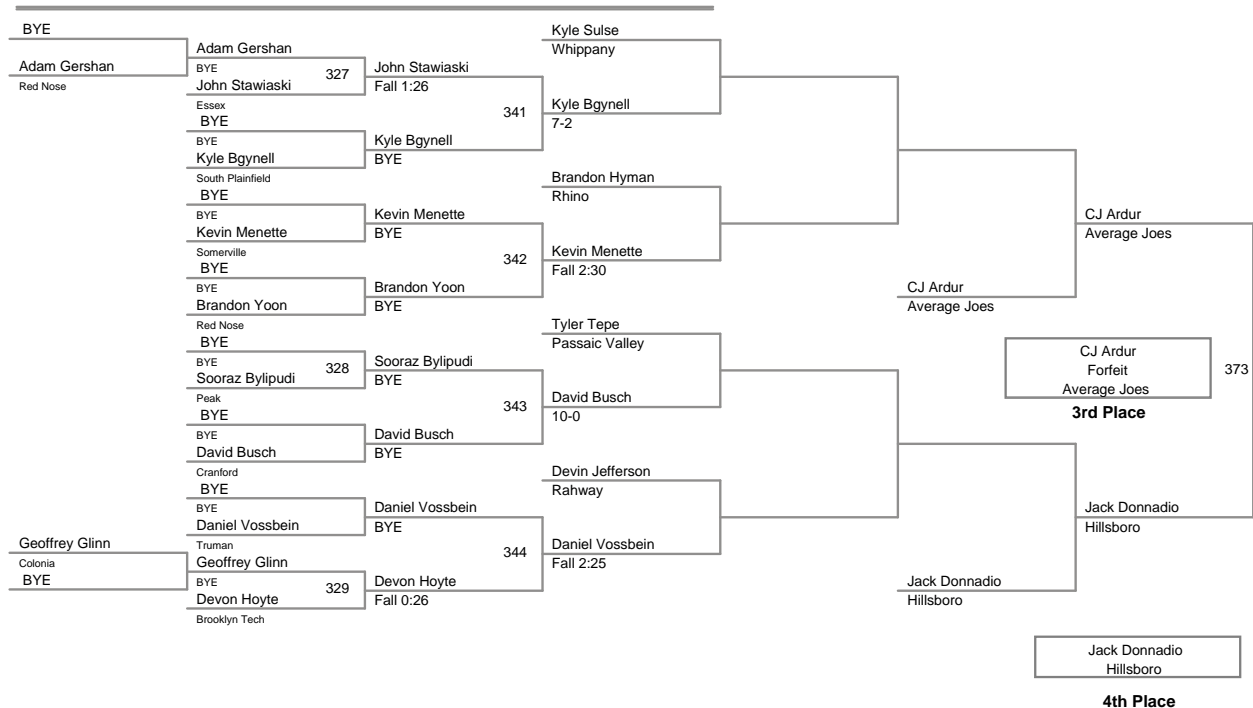 BYE
Adam Gershan
Red Nose
Geoffrey Glinn
Colonia
BYE
Adam Gershan
BYE
327
John Stawiaski
Essex
BYE
BYE
Kyle Bgynell
South Plainfield
BYE
BYE
Kevin Menette
Somerville
BYE
BYE
Brandon Yoon
Red Nose
BYE
BYE
328
Sooraz Bylipudi
Peak
BYE
BYE
David Busch
Cranford
BYE
BYE
Daniel Vossbein
Truman
Geoffrey Glinn
BYE
329
Devon Hoyte
Brooklyn Tech
John Stawiaski
Fall 1:26
341
Kyle Bgynell
BYE
Kevin Menette
BYE
342
Brandon Yoon
BYE
Sooraz Bylipudi
BYE
343
David Busch
BYE
Daniel Vossbein
BYE
344
Devon Hoyte
Fall 0:26
Kyle Sulse
Whippany
Kyle Bgynell
7-2
Brandon Hyman
Rhino
Kevin Menette
Fall 2:30
Tyler Tepe
Passaic Valley
David Busch
10-0
Devin Jefferson
Rahway
Daniel Vossbein
Fall 2:25
CJ Ardur
Average Joes
Jack Donnadio
Hillsboro
CJ Ardur
Average Joes
CJ Ardur
Forfeit
Average Joes
373
3rd Place
Jack Donnadio
Hillsboro
Jack Donnadio
Hillsboro
4th Place